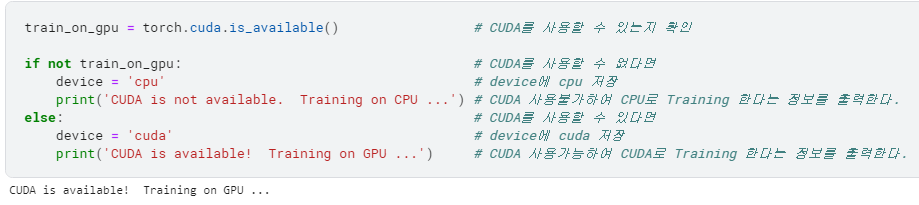 train_on_gpu = torch.cuda.is_available() # CUDA를 사용할 수 있는지 확인
if not train_on_gpu: # CUDA를 사용할 수 없다면
device = 'cpu' # device에 cpu 저장
print('CUDA is not available.  Training on CPU ...') # CUDA 사용불가하여 CPU로 Training 한다는 정보를 출력한다.
else: # CUDA를 사용할 수 있다면
device = 'cuda' # device에 cuda 저장
print('CUDA is available!  Training on GPU ...') # CUDA 사용가능하여 CUDA로 Training 한다는 정보를 출력한다.
CUDA is available!  Training on GPU ...